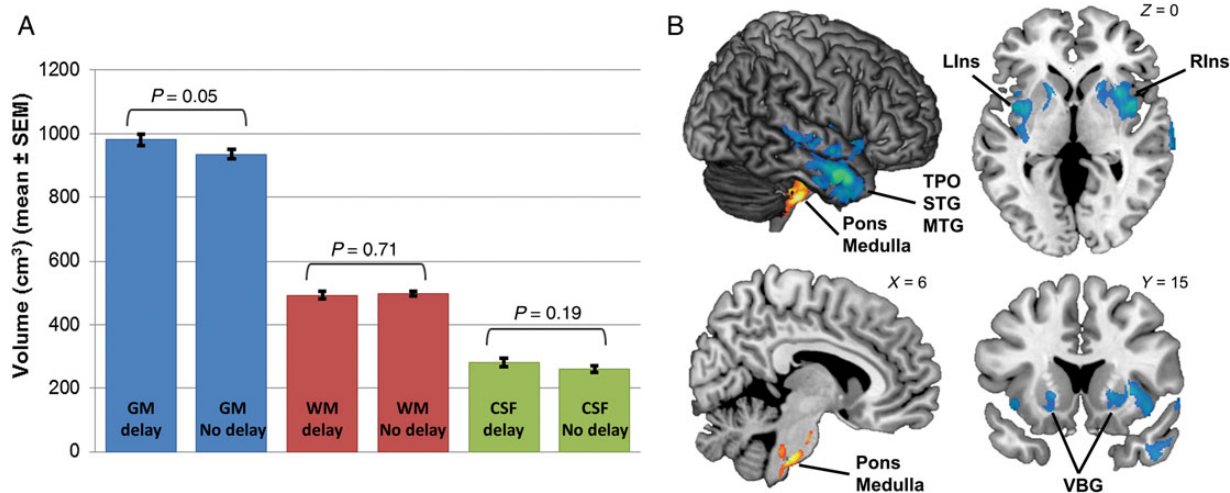 A
Volume (cm³) (mean ± SEM)
1200
1000
800
600
400
200
0
P = 0.05
P = 0.71
P = 0.19
GM
delay
GM
No delay
WM
delay
WM
No delay
CSF
delay
CSF
No delay
B
Z = 0
LIns
RIns
TPO
STG
MTG
Pons
Medulla
X = 6
Pons
Medulla
Y = 15
VBG